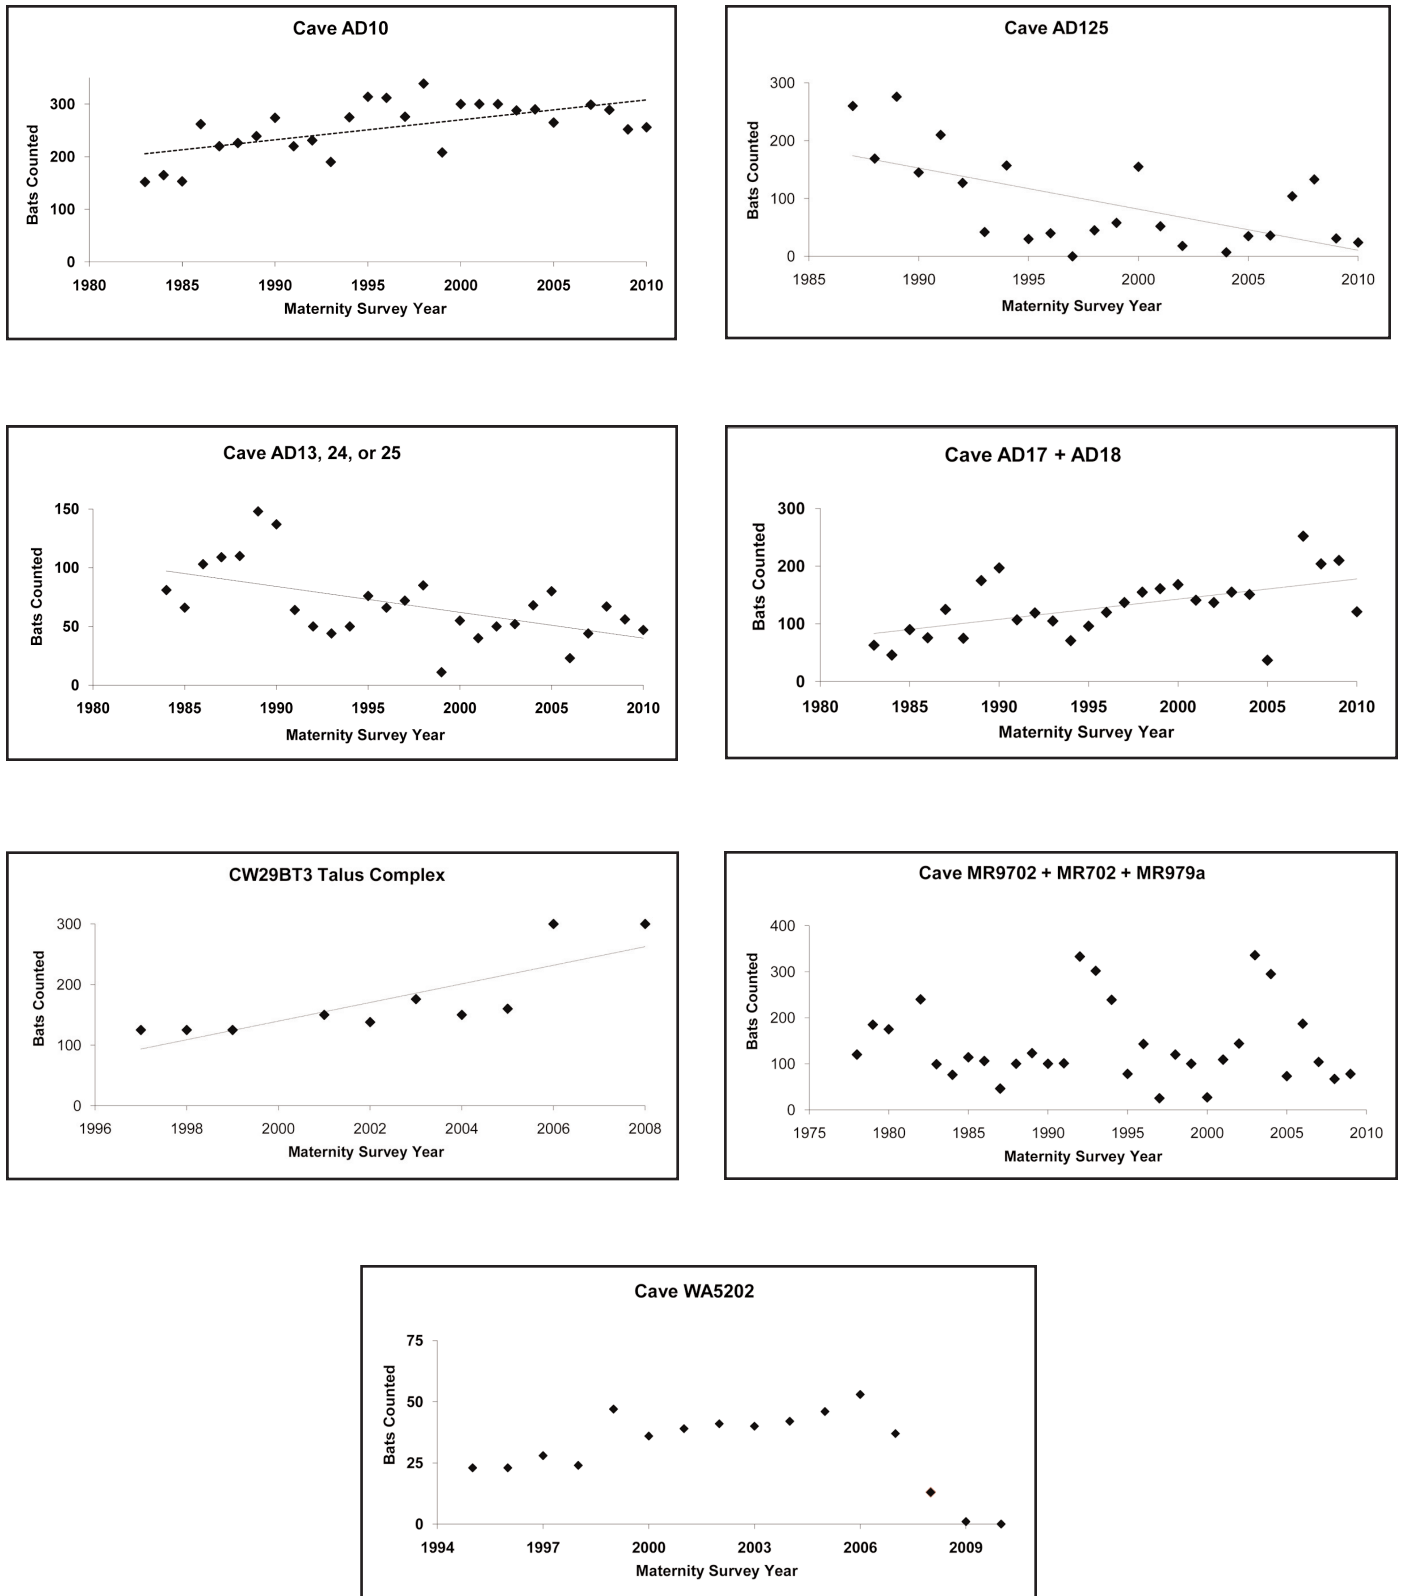 Cave AD10
300
200
100
0
Bats Counted
1980 1985 1990 1995 2000 2005 2010
Maternity Survey Year
Cave AD125
300
200
100
0
Bats Counted
1985 1990 1995 2000 2005 2010
Maternity Survey Year
Cave AD13, 24, or 25
150
100
50
0
Bats Counted
1980 1985 1990 1995 2000 2005 2010
Maternity Survey Year
Cave AD17 + AD18
300
200
100
0
Bats Counted
1980 1985 1990 1995 2000 2005 2010
Maternity Survey Year
CW29BT3 Talus Complex
300
200
100
0
Bats Counted
1996 1998 2000 2002 2004 2006 2008
Maternity Survey Year
Cave MR9702 + MR702 + MR979a
400
300
200
100
0
Bats Counted
1975 1980 1985 1990 1995 2000 2005 2010
Maternity Survey Year
Cave WA5202
75
50
25
0
Bats Counted
1994 1997 2000 2003 2006 2009
Maternity Survey Year